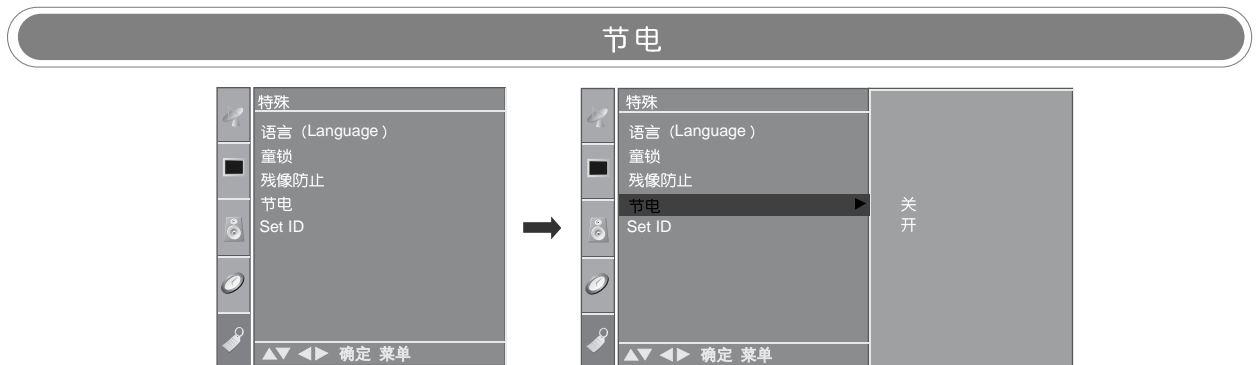 节电
特殊
语言（Language）
童锁
残像防止
节电
Set ID
▲▼ ◀▶ 确定 菜单
特殊
语言（Language）
童锁
残像防止
节电 ▶
Set ID
▲▼ ◀▶ 确定 菜单
关
开